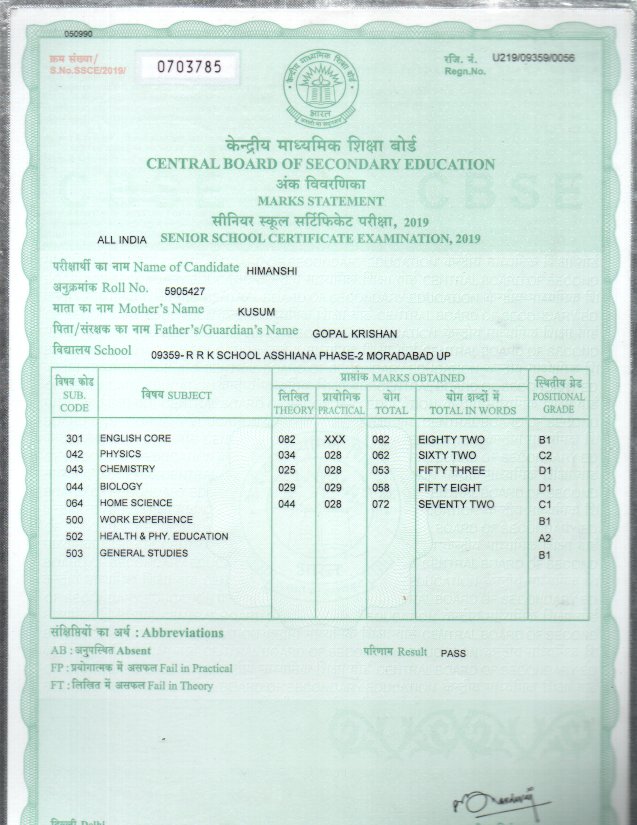 050990
क्रम संख्या/
S.No.SSCE/2019/ 0703785
रजि. नं. U219/09359/0056
Regn.No.
केन्द्रीय माध्यमिक शिक्षा बोर्ड
भारत
केन्द्रीय माध्यमिक शिक्षा बोर्ड
CENTRAL BOARD OF SECONDARY EDUCATION
अंक विवरणिका
CBSE CBSE
MARKS STATEMENT
सीनियर स्कूल सर्टिफिकेट परीक्षा, 2019
ALL INDIA SENIOR SCHOOL CERTIFICATE EXAMINATION, 2019
परीक्षार्थी का नाम Name of Candidate HIMANSHI
अनुक्रमांक Roll No. 5905427
माता का नाम Mother's Name KUSUM
पिता/संरक्षक का नाम Father's/Guardian's Name GOPAL KRISHAN
विद्यालय School 09359- R R K SCHOOL ASSHIANA PHASE-2 MORADABAD UP
विषय कोड SUB. CODE विषय SUBJECT प्राप्तांक MARKS OBTAINED स्थितीय ग्रेड POSITIONAL GRADE
लिखित THEORY प्रायोगिक PRACTICAL योग TOTAL योग शब्दों में TOTAL IN WORDS
301 ENGLISH CORE 082 XXX 082 EIGHTY TWO B1
042 PHYSICS 034 028 062 SIXTY TWO C2
043 CHEMISTRY 025 028 053 FIFTY THREE D1
044 BIOLOGY 029 029 058 FIFTY EIGHT D1
064 HOME SCIENCE 044 028 072 SEVENTY TWO C1
500 WORK EXPERIENCE B1
502 HEALTH & PHY. EDUCATION A2
503 GENERAL STUDIES B1
संक्षिप्तियों का अर्थ : Abbreviations
AB : अनुपस्थित Absent परिणाम Result PASS
FP : प्रयोगात्मक में असफल Fail in Practical
FT : लिखित में असफल Fail in Theory
दिल्ली Delhi